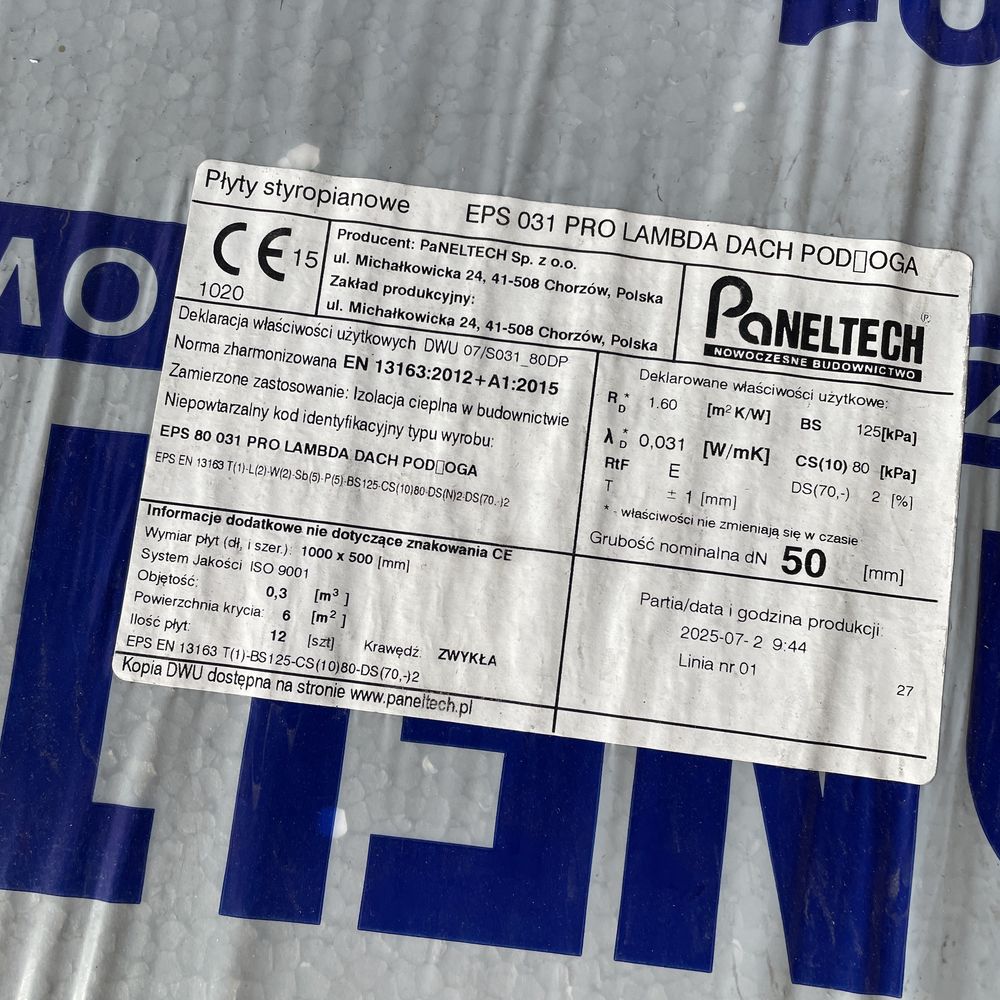 Płyty styropianowe EPS 031 PRO LAMBDA DACH POD▯OGA
CE 15
1020
Producent: PaNELTECH Sp. z o.o.
ul. Michałkowicka 24, 41-508 Chorzów, Polska
Zakład produkcyjny:
ul. Michałkowicka 24, 41-508 Chorzów, Polska
PaNELTECH
NOWOCZESNE BUDOWNICTWO
Deklaracja właściwości użytkowych DWU 07/S031_80DP
Norma zharmonizowana EN 13163:2012+A1:2015
Zamierzone zastosowanie: Izolacja cieplna w budownictwie
Niepowtarzalny kod identyfikacyjny typu wyrobu:
EPS 80 031 PRO LAMBDA DACH POD▯OGA
EPS EN 13163 T(1)-L(2)-W(2)-Sb(5)-P(5)-BS125-CS(10)80-DS(N)2-DS(70,-)2
Deklarowane właściwości użytkowe:
R D * 1.60 [m² K/W] BS 125[kPa]
λ D * 0,031 [W/mK] CS(10) 80 [kPa]
RtF E DS(70,-) 2 [%]
T ± 1 [mm]
* - właściwości nie zmieniają się w czasie
Grubość nominalna dN 50 [mm]
Informacje dodatkowe nie dotyczące znakowania CE
Wymiar płyt (dł, i szer.): 1000 x 500 [mm]
System Jakości ISO 9001
Objętość: 0,3 [m³ ]
Powierzchnia krycia: 6 [m² ]
Ilość płyt: 12 [szt] Krawędź: ZWYKŁA
EPS EN 13163 T(1)-BS125-CS(10)80-DS(70,-)2
Kopia DWU dostępna na stronie www.paneltech.pl
Partia/data i godzina produkcji:
2025-07- 2 9:44
Linia nr 01
27